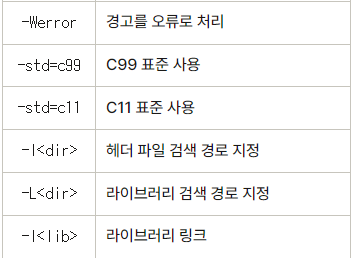 -Werror 경고를 오류로 처리
-std=c99 C99 표준 사용
-std=c11 C11 표준 사용
-I<dir> 헤더 파일 검색 경로 지정
-L<dir> 라이브러리 검색 경로 지정
-l<lib> 라이브러리 링크